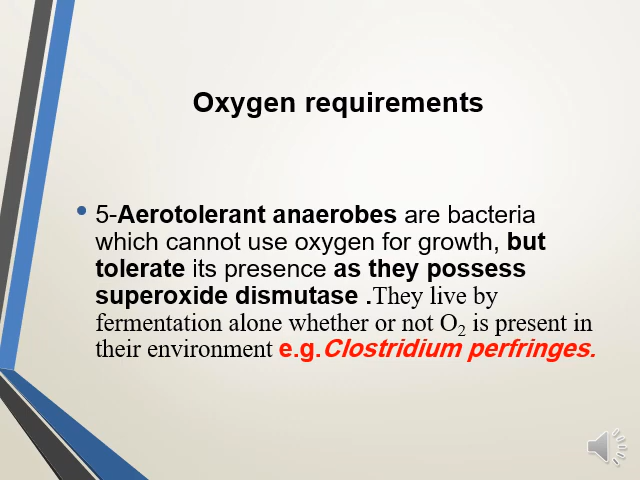 Oxygen requirements
• 5-Aerotolerant anaerobes are bacteria
which cannot use oxygen for growth, but
tolerate its presence as they possess
superoxide dismutase .They live by
fermentation alone whether or not O₂ is present in
their environment e.g.Clostridium perfringes.